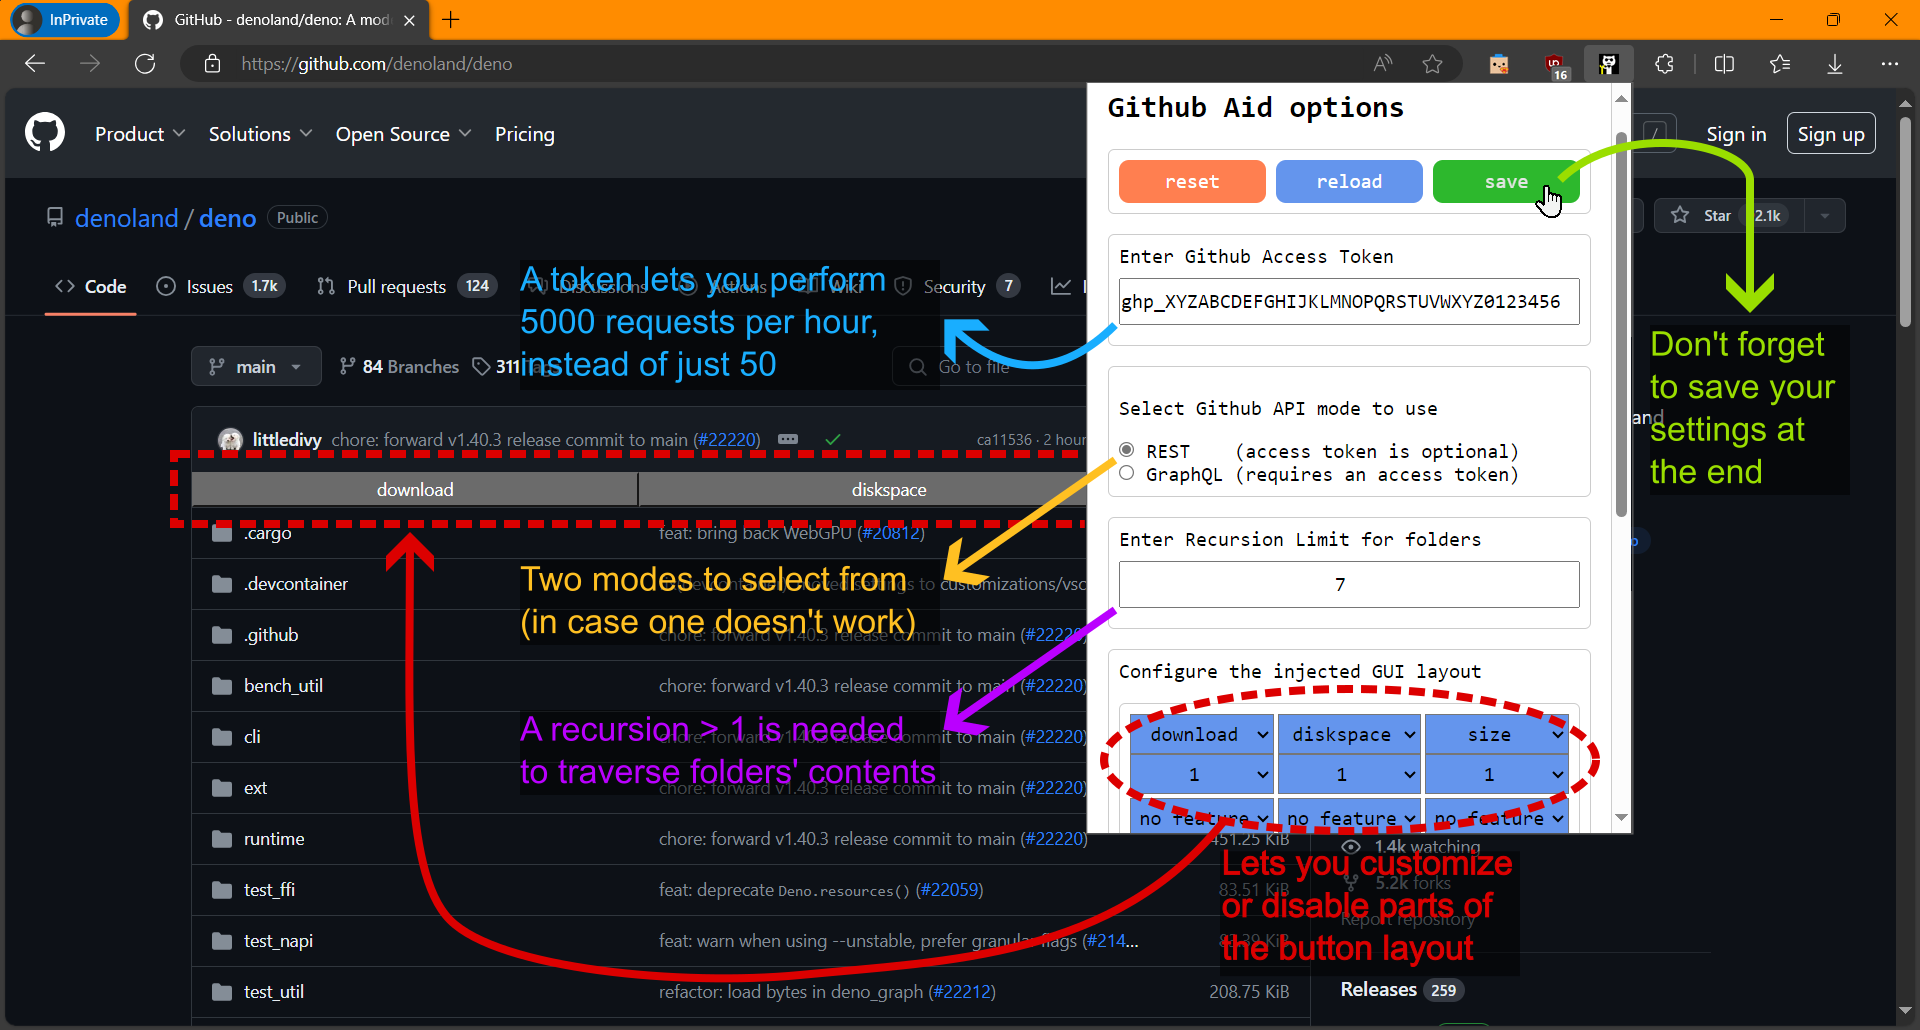 InPrivate
GitHub - denoland/deno: A mod
https://github.com/denoland/deno
16
Product
Solutions
Open Source
Pricing
/
Sign in
Sign up
denoland / deno
Public
Star
2.1k
Code
Issues 1.7k
Pull requests 124
Discussions
Actions
Wiki
Security 7
main
84 Branches
311
Go to file
littledivy chore: forward v1.40.3 release commit to main (#22220)
ca11536 · 2 hour
download
diskspace
.cargo
feat: bring back WebGPU (#20812)
.devcontainer
customizations/vsc
.github
chore: forward v1.40.3 release commit to main (#22220)
bench_util
chore: forward v1.40.3 release commit to main (#22220)
cli
chore: forward v1.40.3 release commit to main (#22220)
ext
chore: forward v1.40.3 release commit to main (#22220)
runtime
chore: forward v1.40.3 release commit to main (#22220)
451.25 KiB
test_ffi
feat: deprecate Deno.resources() (#22059)
83.51 KiB
test_napi
feat: warn when using --unstable, prefer granular flags (#214...
test_util
refactor: load bytes in deno_graph (#22212)
208.75 KiB
Github Aid options
reset
reload
save
Enter Github Access Token
ghp_XYZABCDEFGHIJKLMNOPQRSTUVWXYZ0123456
Select Github API mode to use
REST (access token is optional)
GraphQL (requires an access token)
Enter Recursion Limit for folders
7
Configure the injected GUI layout
download
diskspace
size
1
1
1
no feature
no feature
no feature
A token lets you perform
5000 requests per hour,
instead of just 50
Two modes to select from
(in case one doesn't work)
A recursion > 1 is needed
to traverse folders' contents
Don't forget
to save your
settings at
the end
and
Lets you customize
or disable parts of
the button layout
1.4k watching
5.2k forks
Report repository
Releases 259